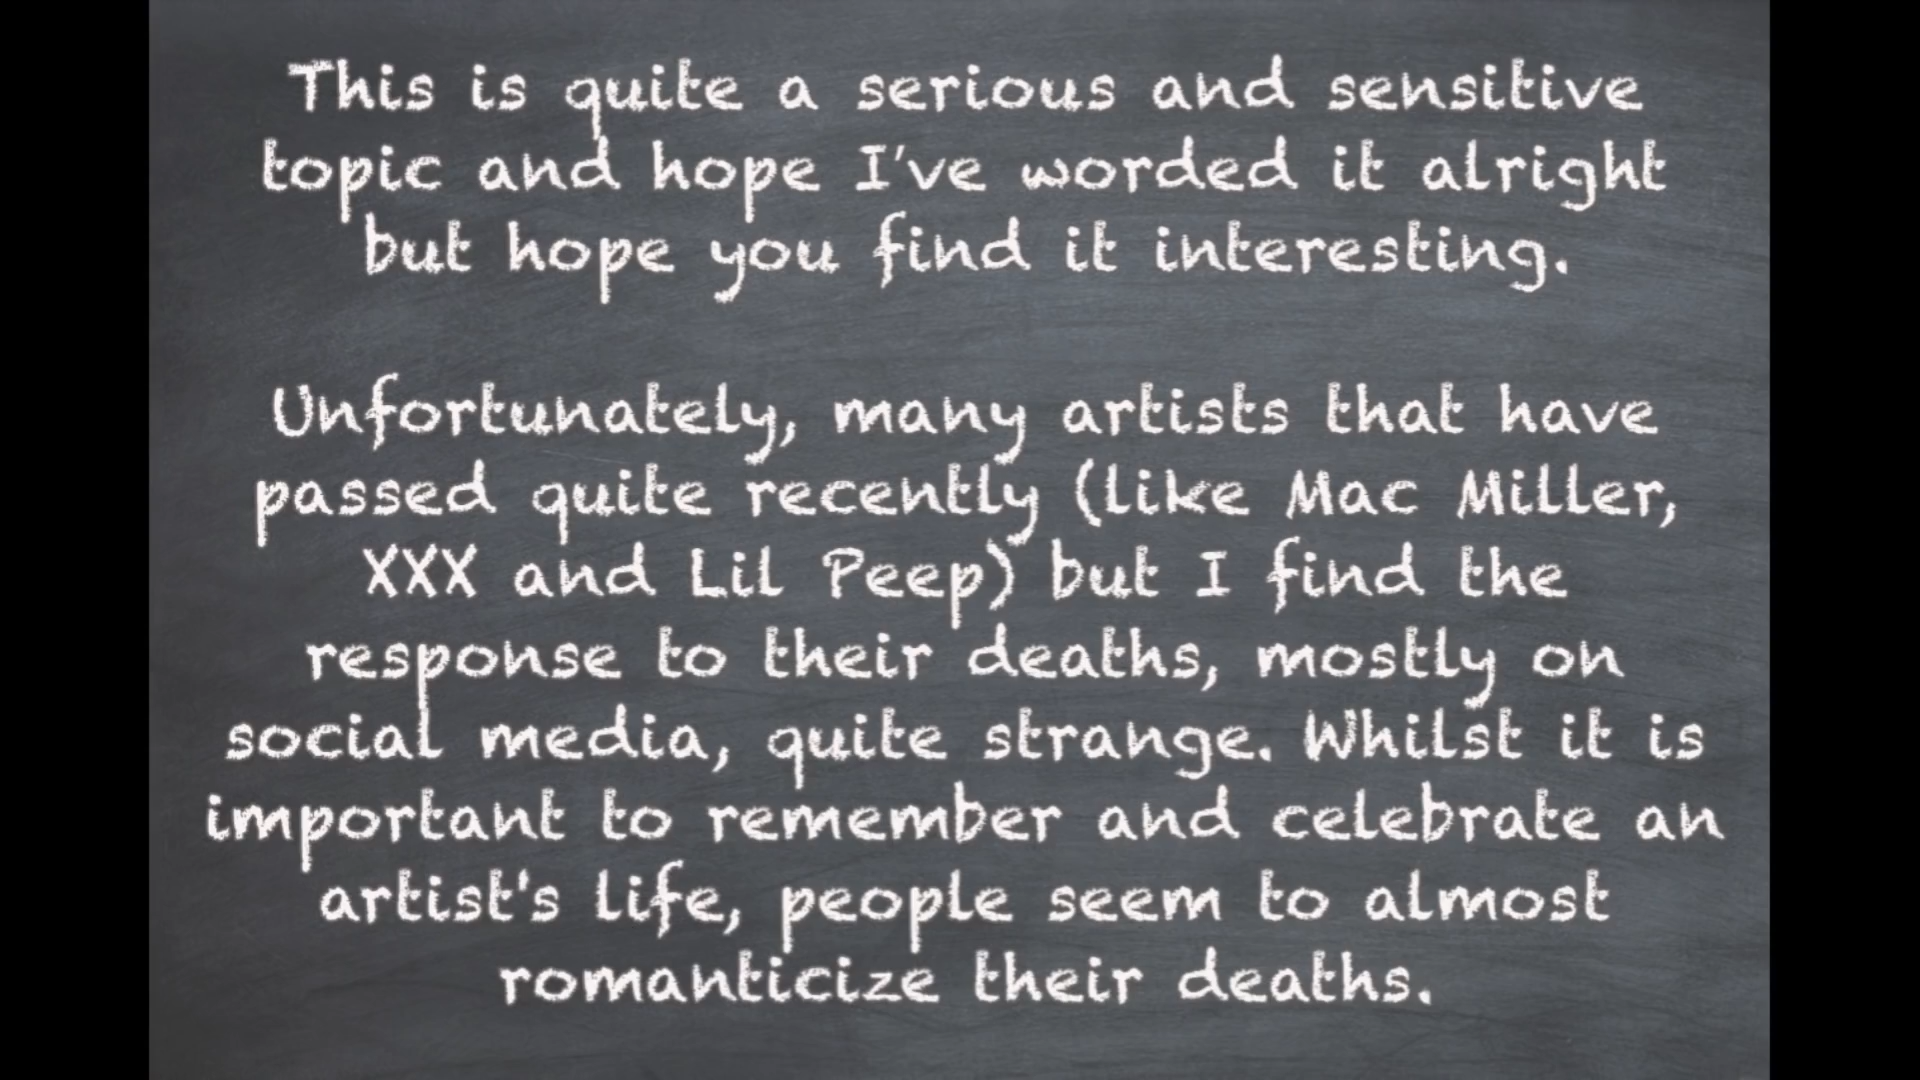 This is quite a serious and sensitive
topic and hope I've worded it alright
but hope you find it interesting.
Unfortunately, many artists that have
passed quite recently (like Mac Miller,
XXX and Lil Peep) but I find the
response to their deaths, mostly on
social media, quite strange. Whilst it is
important to remember and celebrate an
artist's life, people seem to almost
romanticize their deaths.